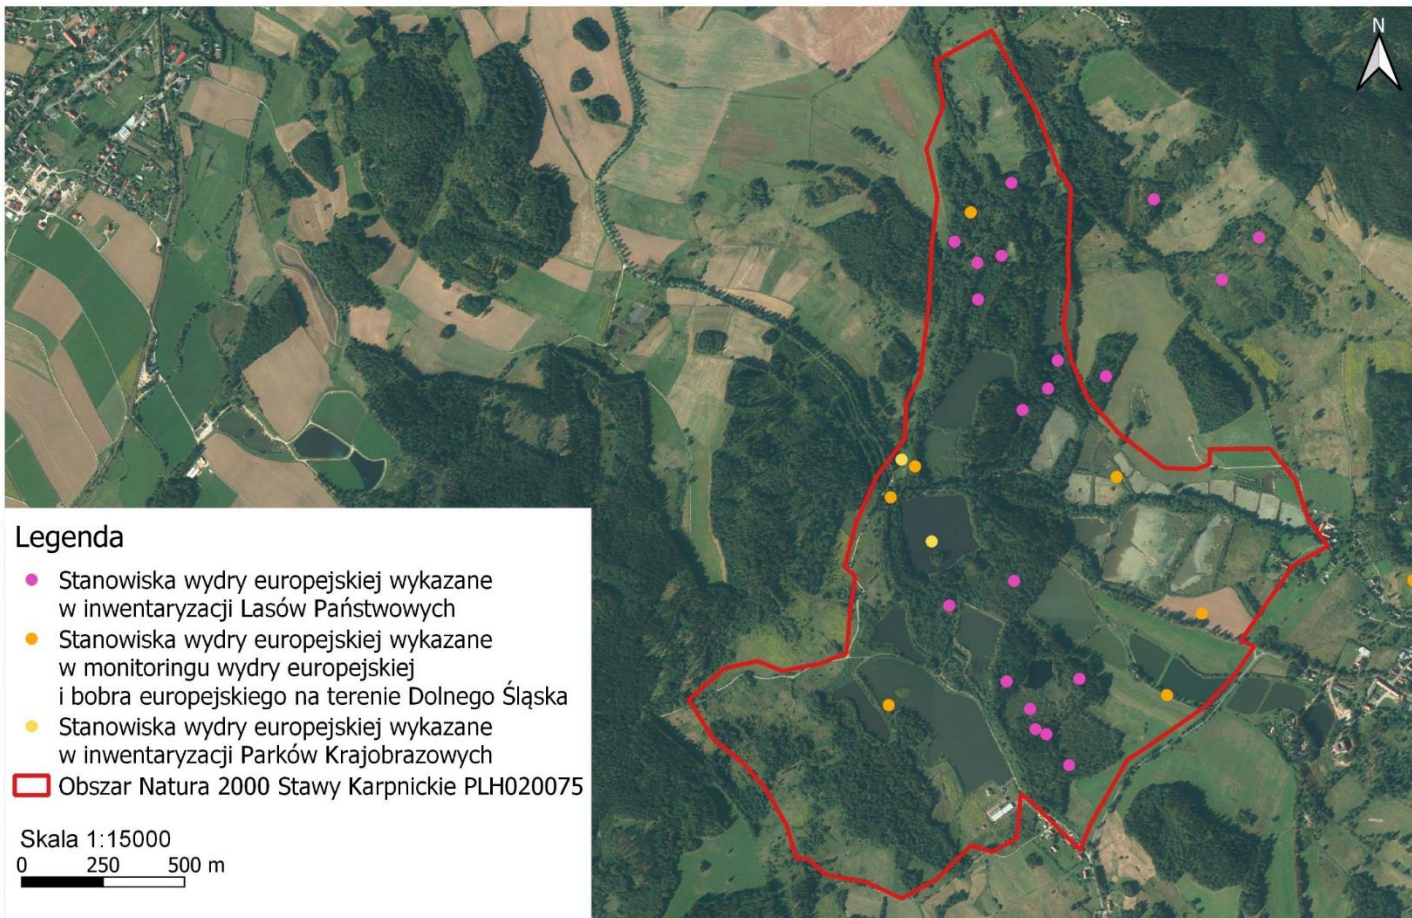 N
Legenda
Stanowiska wydry europejskiej wykazane
w inwentaryzacji Lasów Państwowych
Stanowiska wydry europejskiej wykazane
w monitoringu wydry europejskiej
i bobra europejskiego na terenie Dolnego Śląska
Stanowiska wydry europejskiej wykazane
w inwentaryzacji Parków Krajobrazowych
Obszar Natura 2000 Stawy Karpnickie PLH020075
Skala 1:15000
0 250 500 m